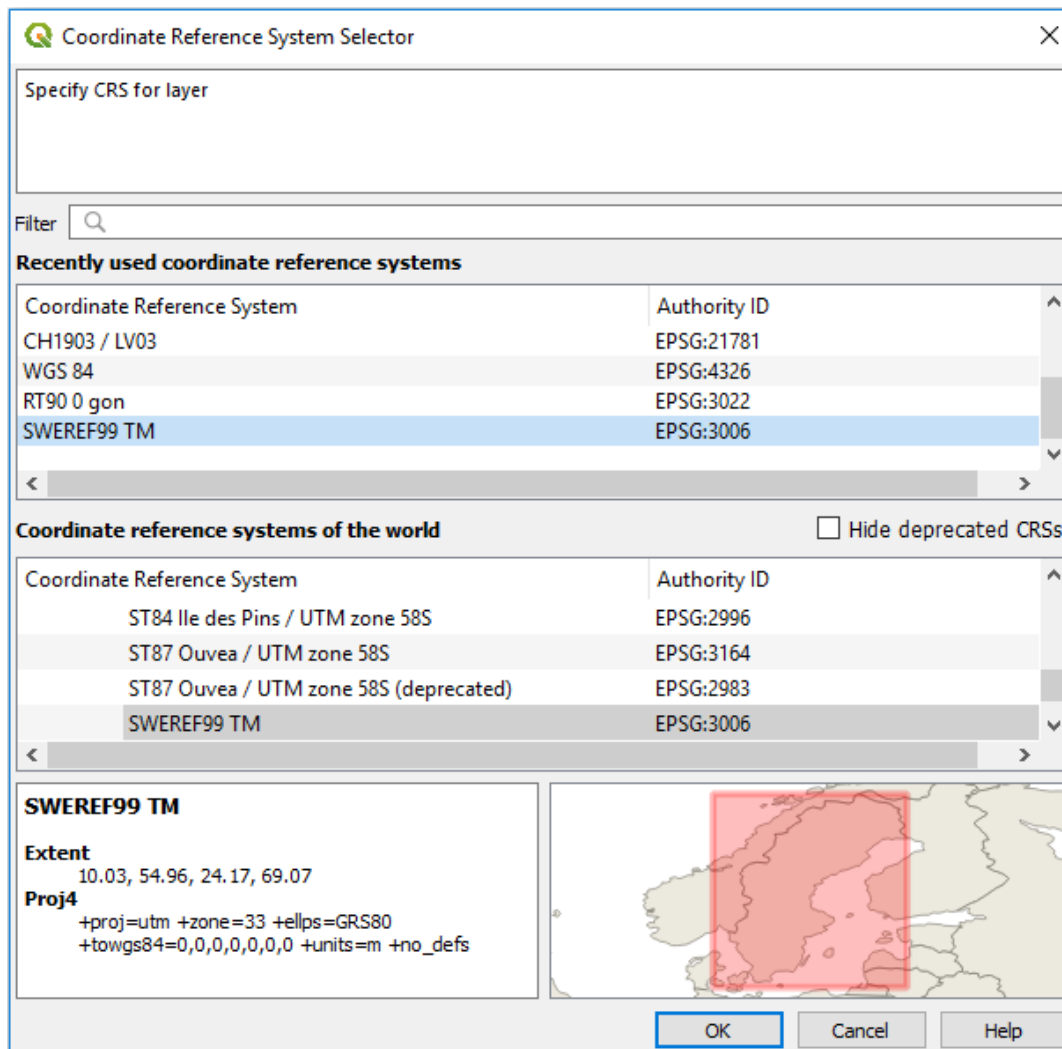 Coordinate Reference System Selector
Specify CRS for layer
Filter
Recently used coordinate reference systems
Coordinate Reference System Authority ID
CH1903 / LV03 EPSG:21781
WGS 84 EPSG:4326
RT90 0 gon EPSG:3022
SWEREF99 TM EPSG:3006
Coordinate reference systems of the world Hide deprecated CRSs
Coordinate Reference System Authority ID
ST84 Ile des Pins / UTM zone 58S EPSG:2996
ST87 Ouvea / UTM zone 58S EPSG:3164
ST87 Ouvea / UTM zone 58S (deprecated) EPSG:2983
SWEREF99 TM EPSG:3006
SWEREF99 TM
Extent
10.03, 54.96, 24.17, 69.07
Proj4
+proj=utm +zone=33 +ellps=GRS80
+towgs84=0,0,0,0,0,0,0 +units=m +no_defs
OK Cancel Help